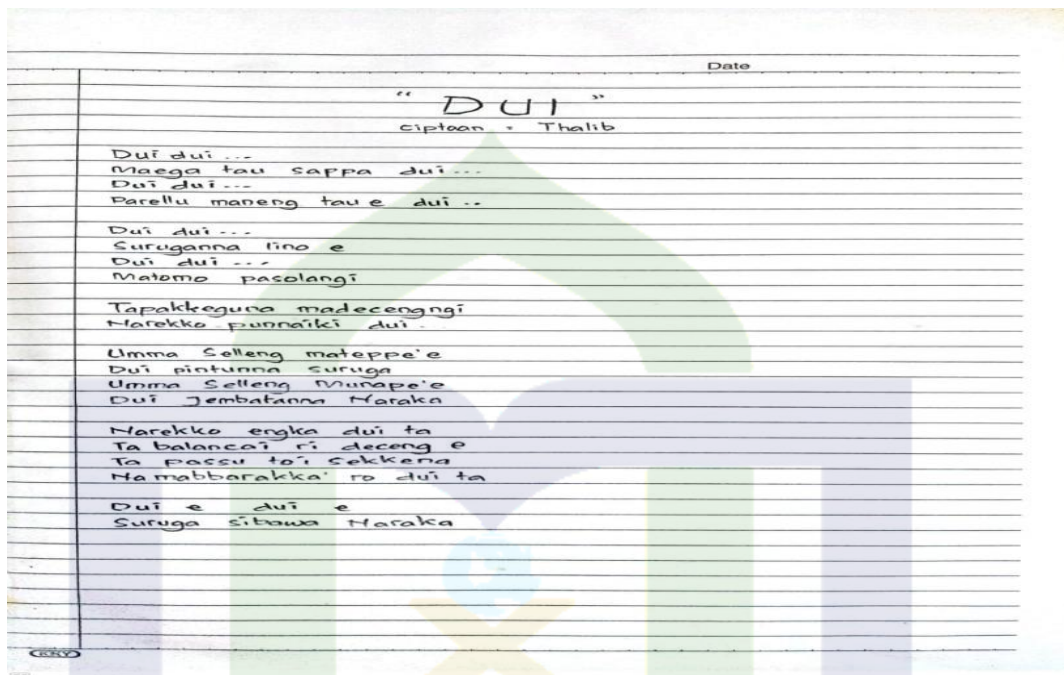 Date
" DUI "
Ciptaan : Thalib
Dui dui ...
Maega tau sappa dui ...
Dui dui ...
Parellu maneng tau e dui ..
Dui dui ...
Suruganna lino e
Dui dui ...
Matomo pasolangi
Tapakkeguna madecengngi
Narekko punnaiki dui .
Umma Selleng mateppe'e
Dui pintunna suruga
Umma Selleng Munape'e
Dui Jembatanna Naraka
Narekko engka dui ta
Ta balancai ri deceng e
Ta passu to'i sekkena
Na mabbarakka' ro dui ta
Dui e dui e
Suruga sibawa Naraka
KKY